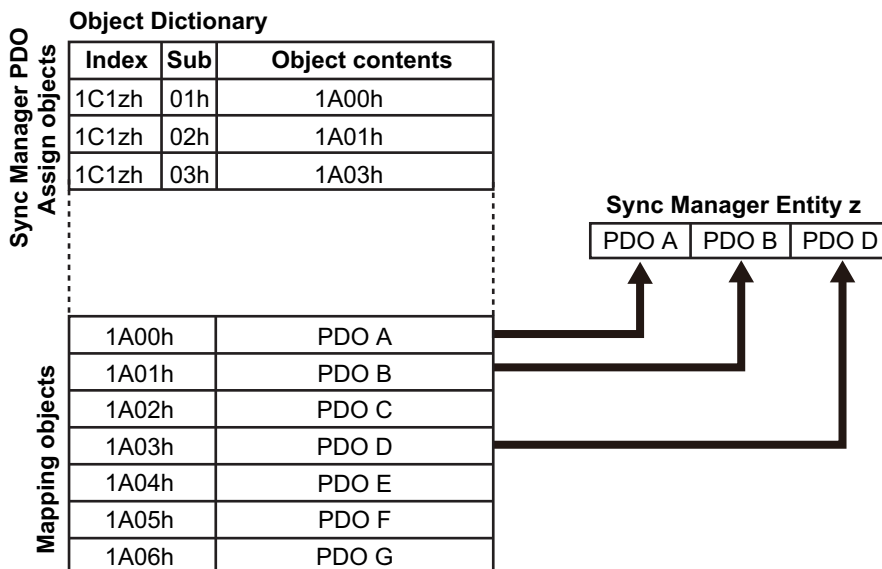 Object Dictionary
Sync Manager PDO
Assign objects
Index Sub Object contents
1C1zh 01h 1A00h
1C1zh 02h 1A01h
1C1zh 03h 1A03h
Sync Manager Entity z
PDO A PDO B PDO D
Mapping objects
1A00h PDO A
1A01h PDO B
1A02h PDO C
1A03h PDO D
1A04h PDO E
1A05h PDO F
1A06h PDO G